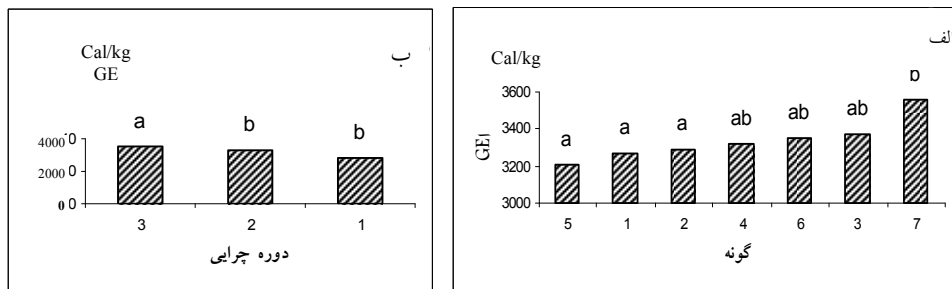 الف
Cal/kg
GE
3600
3400
3200
3000
a a a ab ab ab b
5 1 2 4 6 3 7
گونه
ب
Cal/kg
GE
4000
2000
0
a b b
3 2 1
دوره چرایی